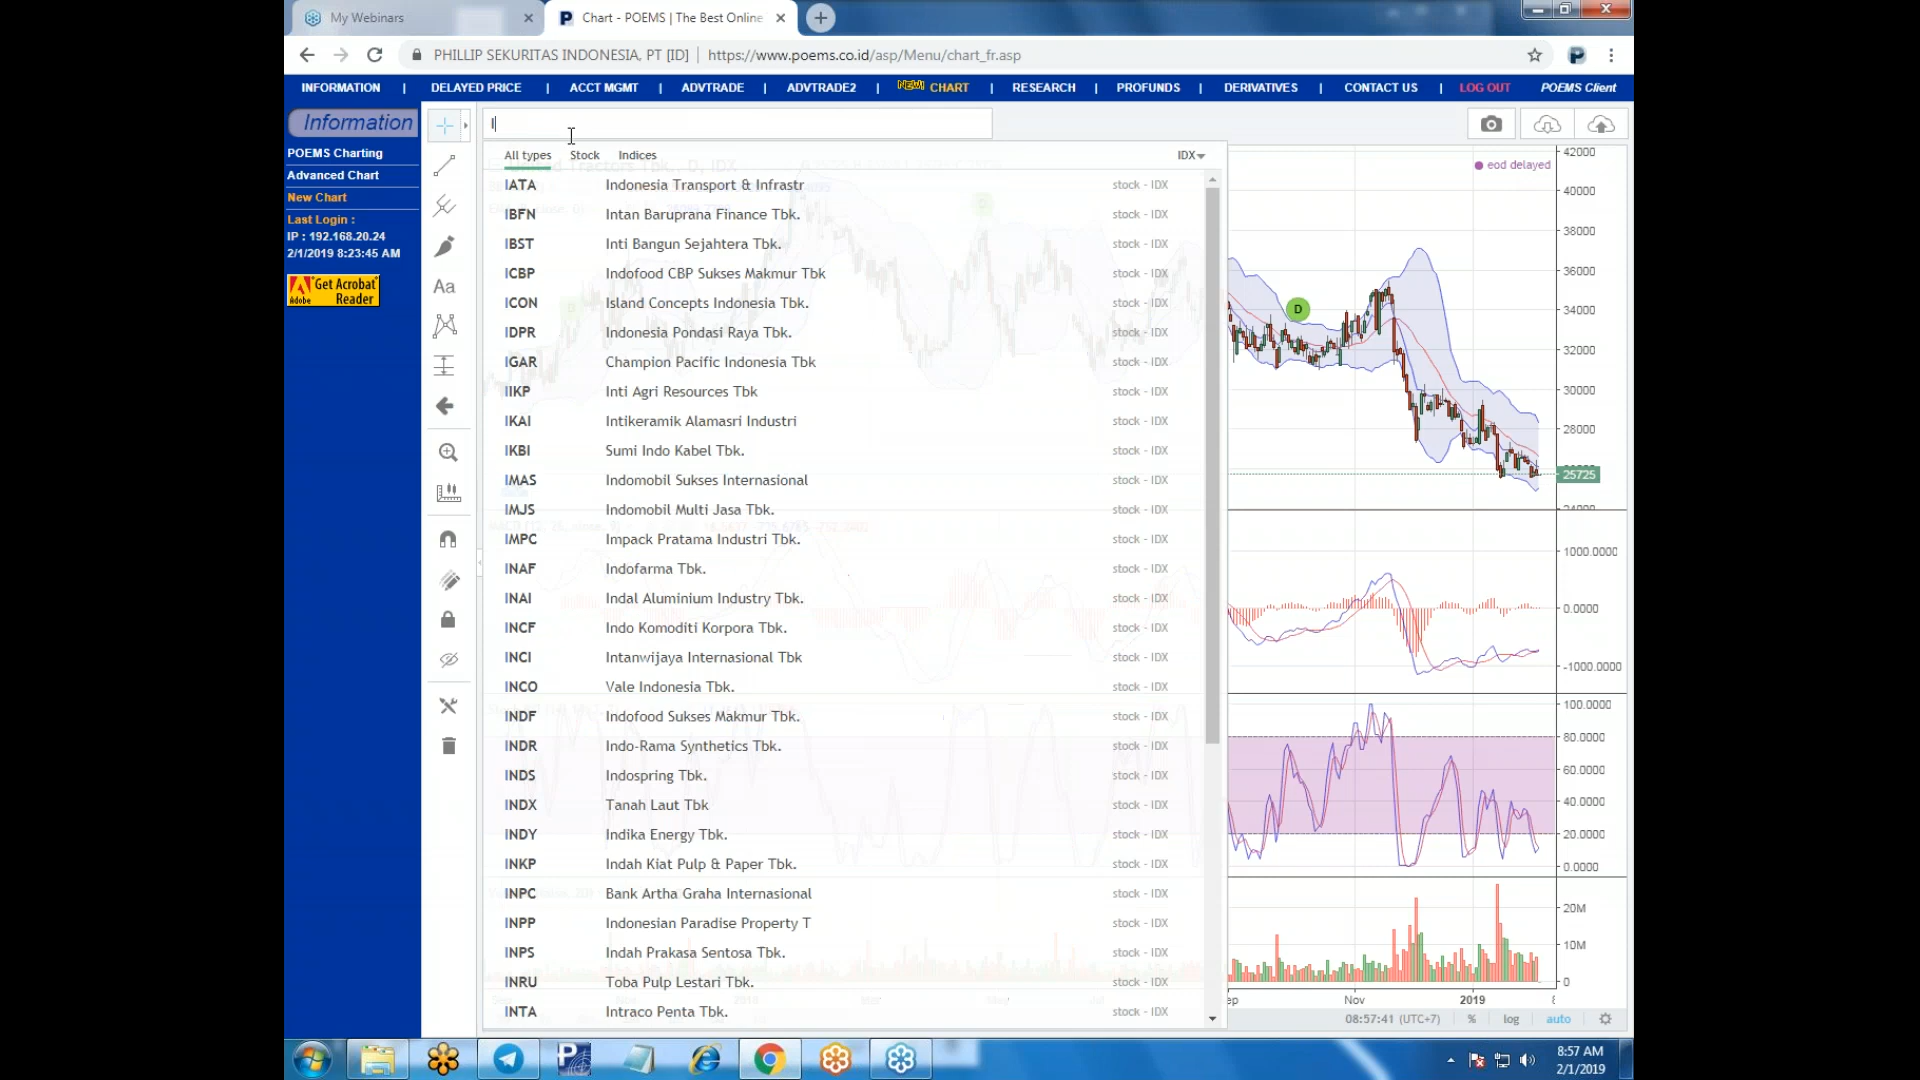 My Webinars
Chart - POEMS | The Best Online
PHILLIP SEKURITAS INDONESIA, PT [ID] | https://www.poems.co.id/asp/Menu/chart_fr.asp
INFORMATION | DELAYED PRICE | ACCT MGMT | ADVTRADE | ADVTRADE2 | NEW! CHART | RESEARCH | PROFUNDS | DERIVATIVES | CONTACT US | LOG OUT POEMS Client
Information
POEMS Charting
Advanced Chart
New Chart
Last Login :
IP : 192.168.20.24
2/1/2019 8:23:45 AM
Get Acrobat
Adobe Reader
Aa
I
All types Stock Indices IDX
IATA Indonesia Transport & Infrastr stock - IDX
IBFN Intan Baruprana Finance Tbk. stock - IDX
IBST Inti Bangun Sejahtera Tbk. stock - IDX
ICBP Indofood CBP Sukses Makmur Tbk stock - IDX
ICON Island Concepts Indonesia Tbk. stock - IDX
IDPR Indonesia Pondasi Raya Tbk. stock - IDX
IGAR Champion Pacific Indonesia Tbk stock - IDX
IIKP Inti Agri Resources Tbk stock - IDX
IKAI Intikeramik Alamasri Industri stock - IDX
IKBI Sumi Indo Kabel Tbk. stock - IDX
IMAS Indomobil Sukses Internasional stock - IDX
IMJS Indomobil Multi Jasa Tbk. stock - IDX
IMPC Impack Pratama Industri Tbk. stock - IDX
INAF Indofarma Tbk. stock - IDX
INAI Indal Aluminium Industry Tbk. stock - IDX
INCF Indo Komoditi Korpora Tbk. stock - IDX
INCI Intanwijaya Internasional Tbk stock - IDX
INCO Vale Indonesia Tbk. stock - IDX
INDF Indofood Sukses Makmur Tbk. stock - IDX
INDR Indo-Rama Synthetics Tbk. stock - IDX
INDS Indospring Tbk. stock - IDX
INDX Tanah Laut Tbk stock - IDX
INDY Indika Energy Tbk. stock - IDX
INKP Indah Kiat Pulp & Paper Tbk. stock - IDX
INPC Bank Artha Graha Internasional stock - IDX
INPP Indonesian Paradise Property T stock - IDX
INPS Indah Prakasa Sentosa Tbk. stock - IDX
INRU Toba Pulp Lestari Tbk. stock - IDX
INTA Intraco Penta Tbk. stock - IDX
eod delayed
D
42000
40000
38000
36000
34000
32000
30000
28000
25725
24000
1000.0000
0.0000
-1000.0000
100.0000
80.0000
60.0000
40.0000
20.0000
0.0000
20M
10M
0
Nov 2019
08:57:41 (UTC+7) % log auto
8:57 AM
2/1/2019